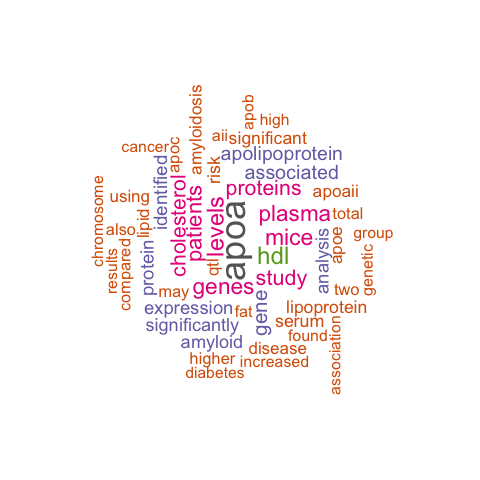 apob
high
amyloidosis
aii
significant
cancer
apoc
apolipoprotein
risk
associated
identified
proteins
apoaii
cholesterol
patients
levels
apoa
plasma
total
chromosome
using
lipid
also
mice
group
results
compared
protein
hdl
analysis
apoe
genetic
qtl
study
may
genes
two
expression
fat
gene
lipoprotein
significantly
serum
amyloid
found
association
disease
higher
increased
diabetes